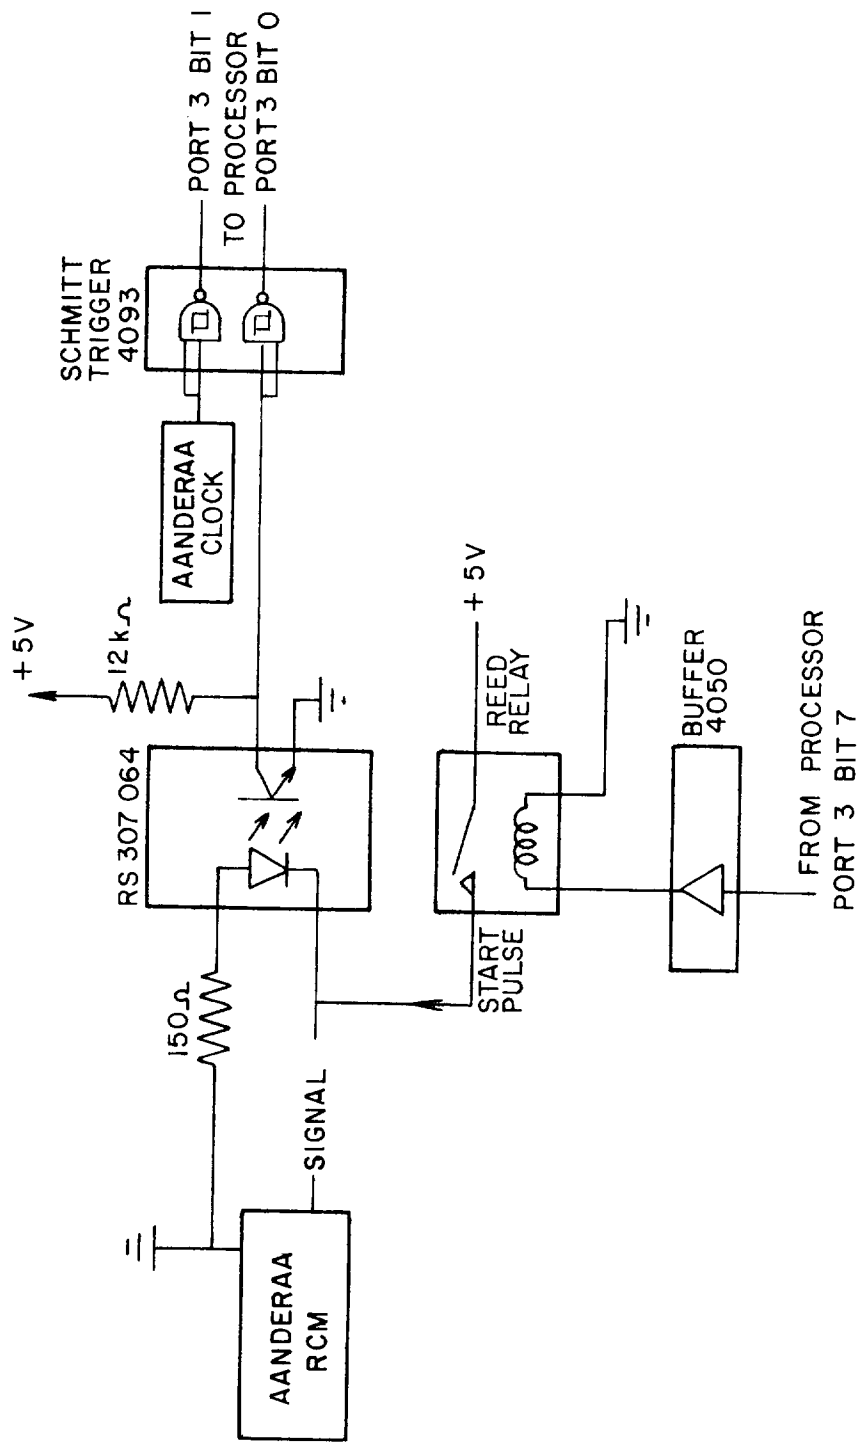 + 5V
12 kΩ
SCHMITT
TRIGGER
4093
PORT 3 BIT 1
TO PROCESSOR
PORT 3 BIT 0
AANDERAA
CLOCK
RS 307 064
150Ω
AANDERAA
RCM
SIGNAL
START
PULSE
REED
RELAY
+ 5V
BUFFER
4050
FROM PROCESSOR
PORT 3 BIT 7